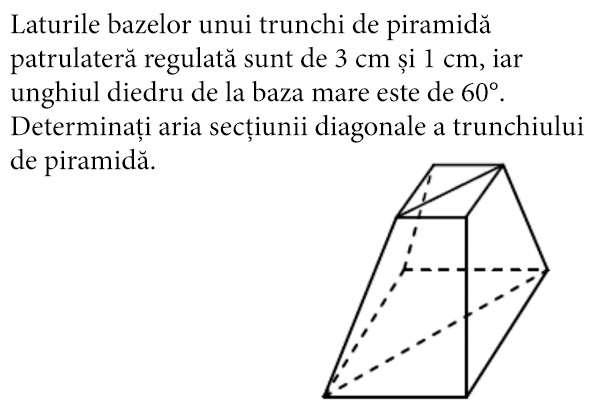 Laturile bazelor unui trunchi de piramidă
patrulateră regulată sunt de 3 cm și 1 cm, iar
unghiul diedru de la baza mare este de 60°.
Determinați aria secțiunii diagonale a trunchiului
de piramidă.